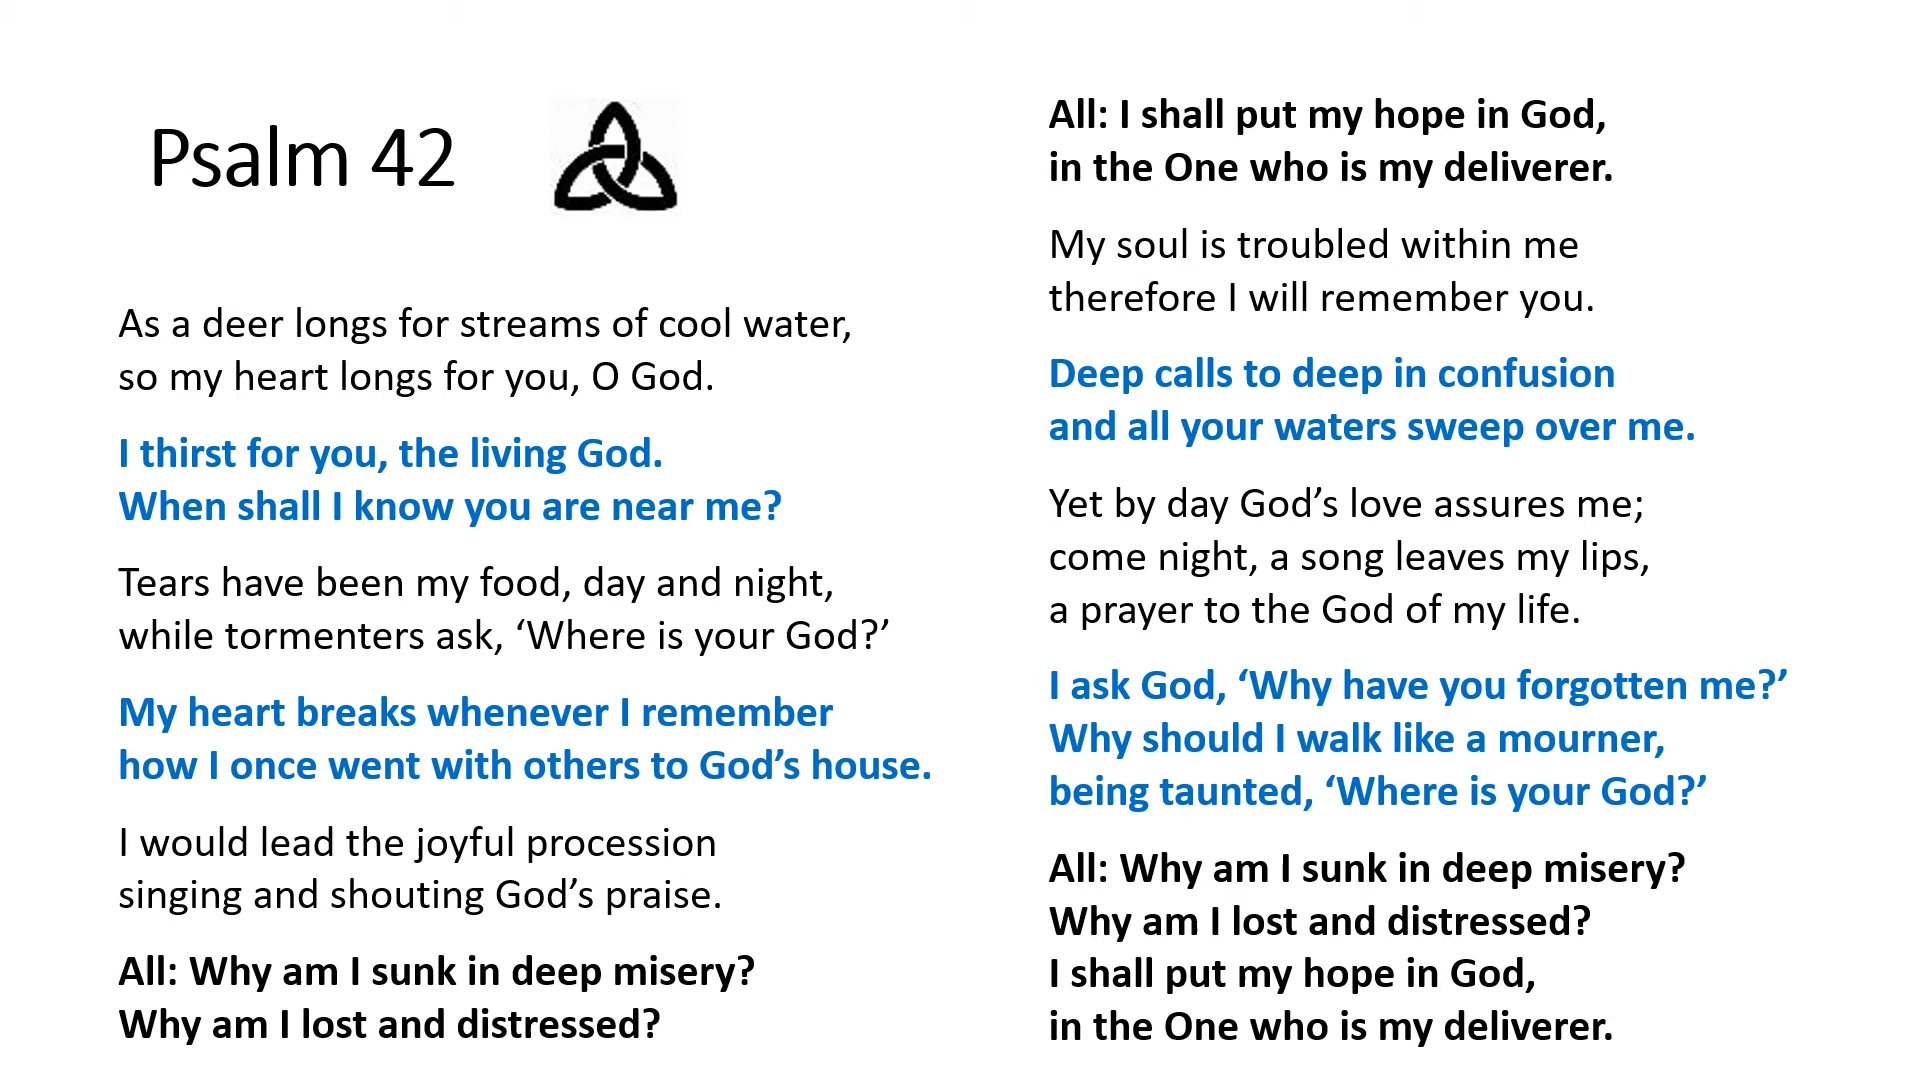 Psalm 42
As a deer longs for streams of cool water,
so my heart longs for you, O God.
I thirst for you, the living God.
When shall I know you are near me?
Tears have been my food, day and night,
while tormenters ask, ‘Where is your God?’
My heart breaks whenever I remember
how I once went with others to God’s house.
I would lead the joyful procession
singing and shouting God’s praise.
All: Why am I sunk in deep misery?
Why am I lost and distressed?
All: I shall put my hope in God,
in the One who is my deliverer.
My soul is troubled within me
therefore I will remember you.
Deep calls to deep in confusion
and all your waters sweep over me.
Yet by day God’s love assures me;
come night, a song leaves my lips,
a prayer to the God of my life.
I ask God, ‘Why have you forgotten me?’
Why should I walk like a mourner,
being taunted, ‘Where is your God?’
All: Why am I sunk in deep misery?
Why am I lost and distressed?
I shall put my hope in God,
in the One who is my deliverer.